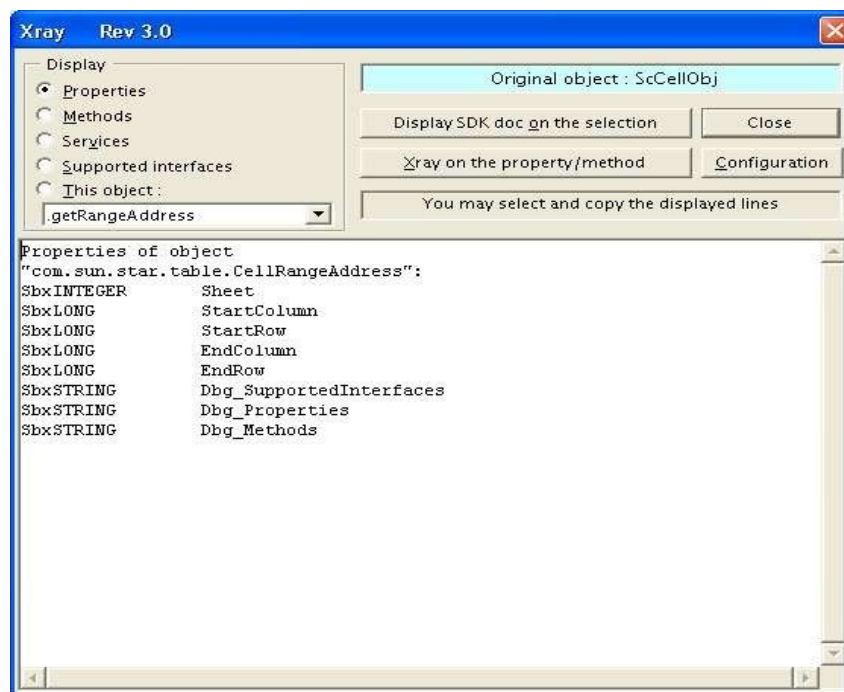 Xray Rev 3.0
Display
Properties
Methods
Services
Supported interfaces
This object :
.getRangeAddress
Original object : ScCellObj
Display SDK doc on the selection
Close
Xray on the property/method
Configuration
You may select and copy the displayed lines
Properties of object
"com.sun.star.table.CellRangeAddress":
SbxINTEGER Sheet
SbxLONG StartColumn
SbxLONG StartRow
SbxLONG EndColumn
SbxLONG EndRow
SbxSTRING Dbg_SupportedInterfaces
SbxSTRING Dbg_Properties
SbxSTRING Dbg_Methods